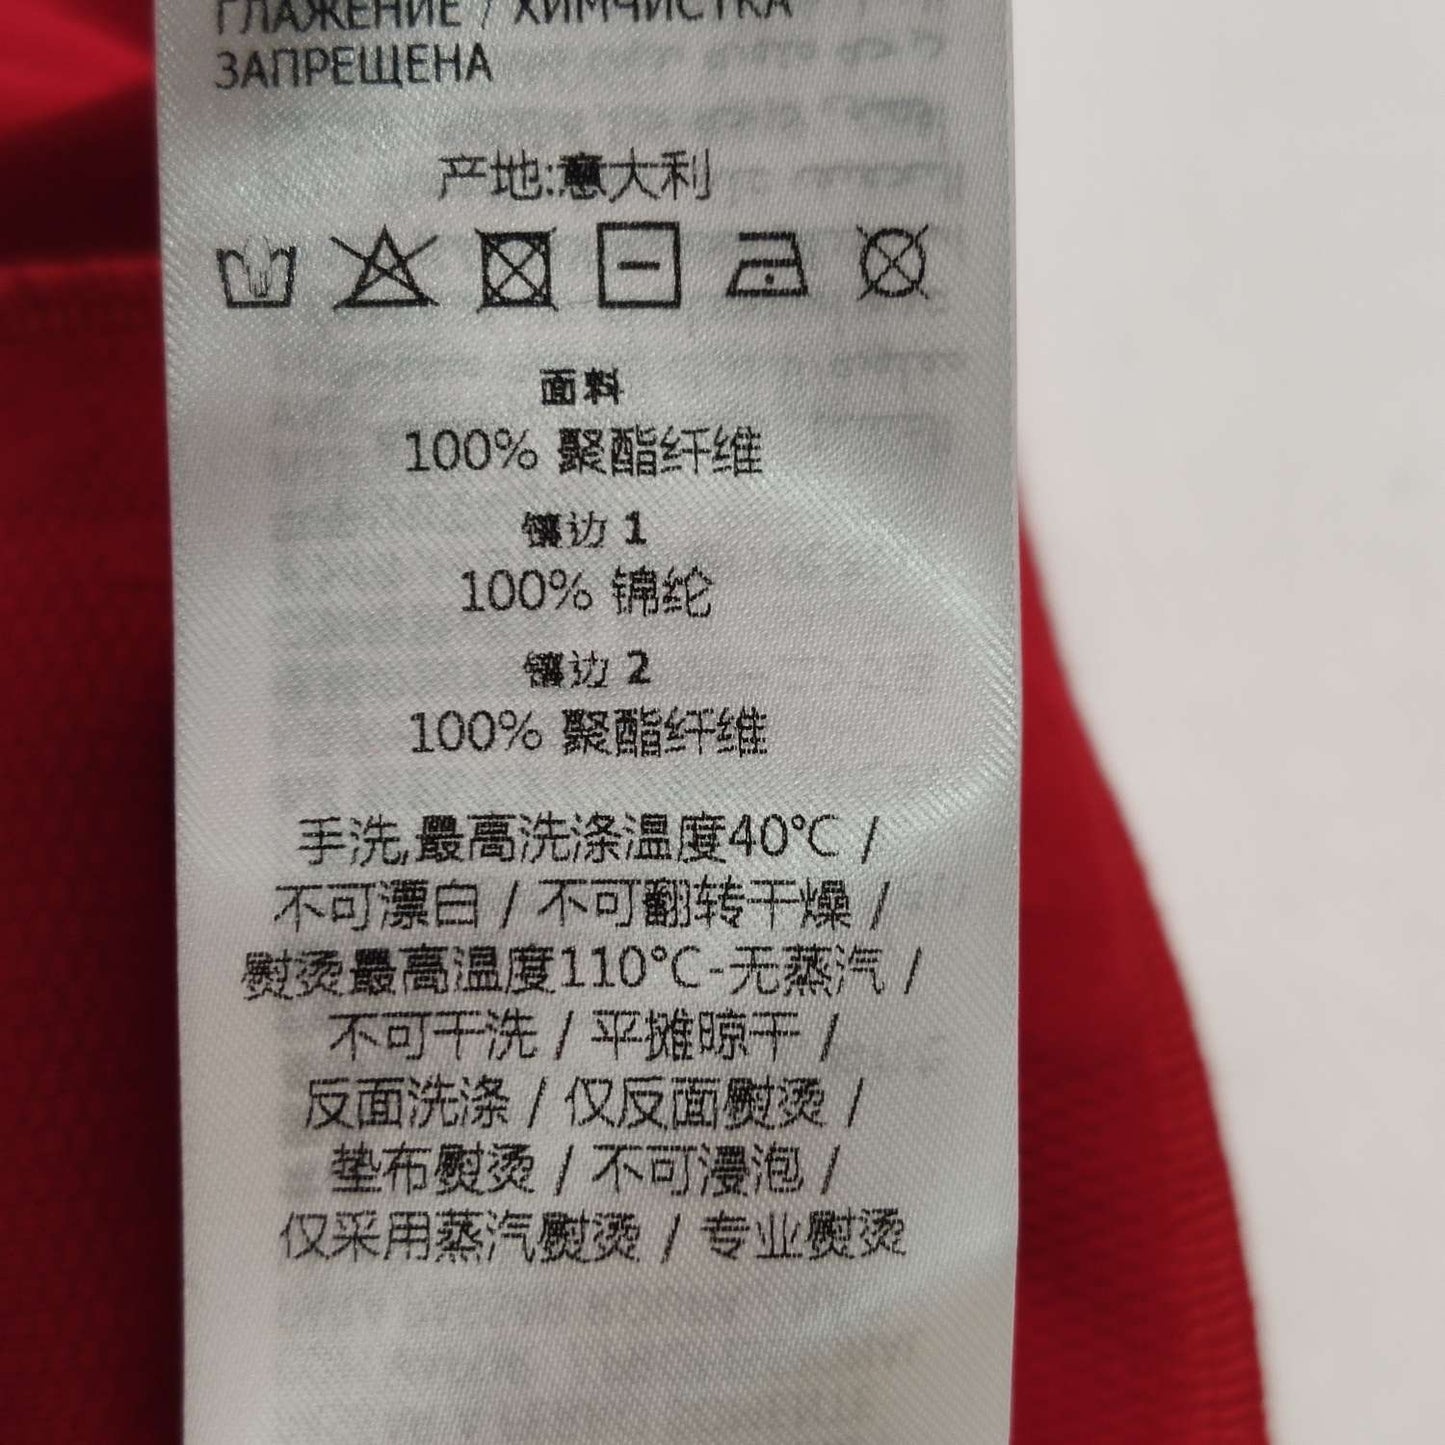 ГЛАЖЕНИЕ / ХИМЧИСТКА
ЗАПРЕЩЕНА
产地:意大利
面料
100% 聚酯纤维
镶边 1
100% 锦纶
镶边 2
100% 聚酯纤维
手洗,最高洗涤温度40°C /
不可漂白 / 不可翻转干燥 /
熨烫最高温度110°C-无蒸汽 /
不可干洗 / 平摊晾干 /
反面洗涤 / 仅反面熨烫 /
垫布熨烫 / 不可浸泡 /
仅采用蒸汽熨烫 / 专业熨烫